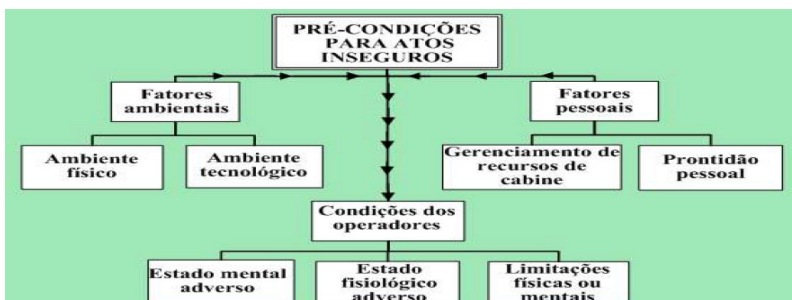 PRÉ-CONDIÇÕES
PARA ATOS
INSEGUROS
Fatores
ambientais
Fatores
pessoais
Ambiente
físico
Ambiente
tecnológico
Gerenciamento de
recursos de
cabine
Prontidão
pessoal
Condições dos
operadores
Estado mental
adverso
Estado
fisiológico
adverso
Limitações
físicas ou
mentais